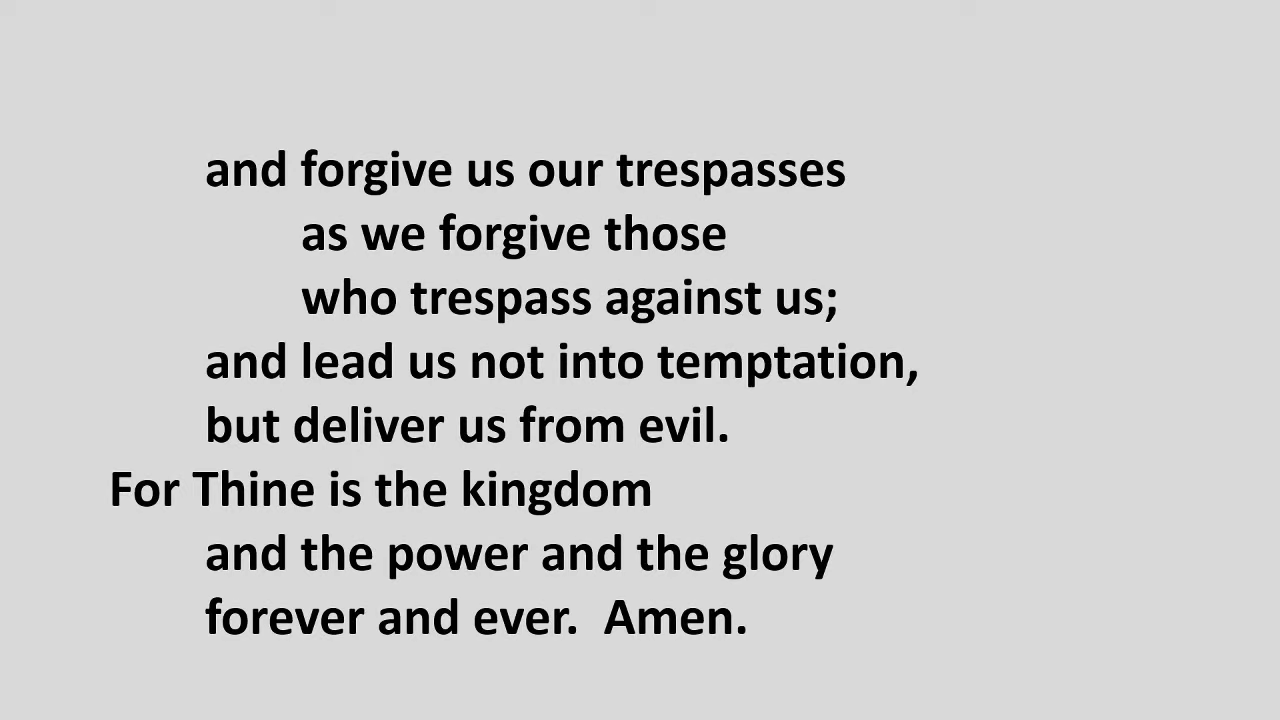 and forgive us our trespasses
as we forgive those
who trespass against us;
and lead us not into temptation,
but deliver us from evil.
For Thine is the kingdom
and the power and the glory
forever and ever.  Amen.